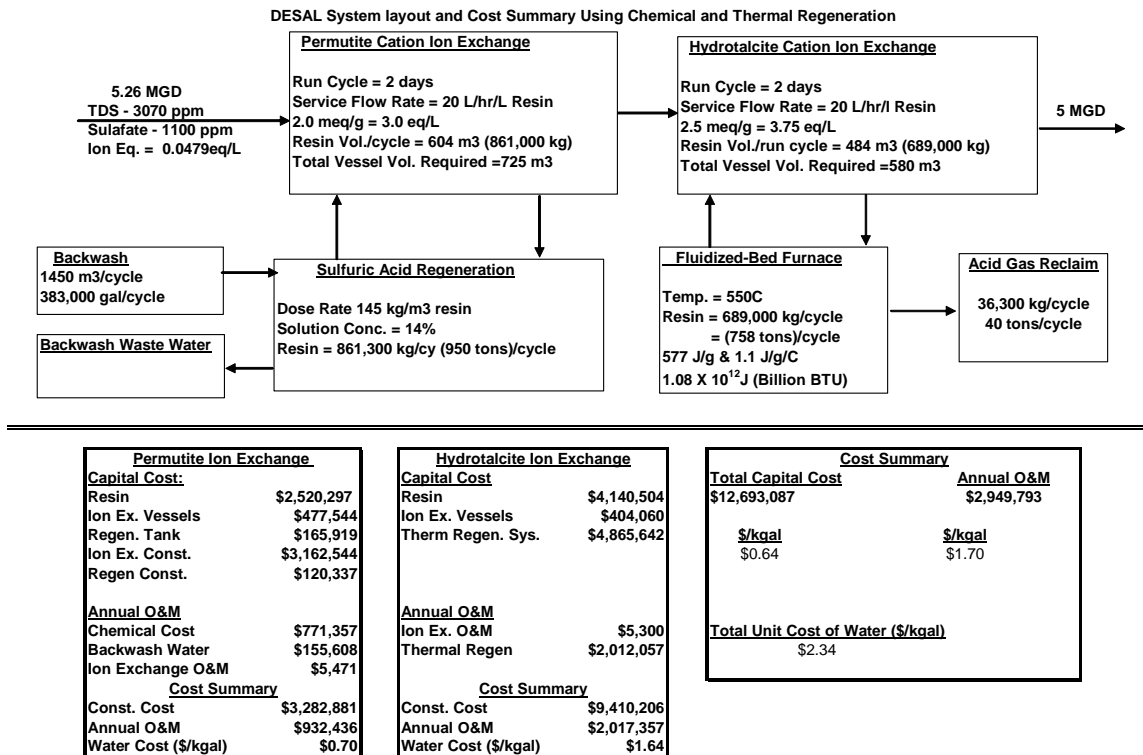 DESAL System layout and Cost Summary Using Chemical and Thermal Regeneration
5.26 MGD
TDS - 3070 ppm
Sulafate - 1100 ppm
Ion Eq. = 0.0479eq/L
Permutite Cation Ion Exchange
Run Cycle = 2 days
Service Flow Rate = 20 L/hr/L Resin
2.0 meq/g = 3.0 eq/L
Resin Vol./cycle = 604 m3 (861,000 kg)
Total Vessel Vol. Required =725 m3
Hydrotalcite Cation Ion Exchange
Run Cycle = 2 days
Service Flow Rate = 20 L/hr/l Resin
2.5 meq/g = 3.75 eq/L
Resin Vol./run cycle = 484 m3 (689,000 kg)
Total Vessel Vol. Required =580 m3
5 MGD
Backwash
1450 m3/cycle
383,000 gal/cycle
Backwash Waste Water
Sulfuric Acid Regeneration
Dose Rate 145 kg/m3 resin
Solution Conc. = 14%
Resin = 861,300 kg/cy (950 tons)/cycle
Fluidized-Bed Furnace
Temp. = 550C
Resin = 689,000 kg/cycle
= (758 tons)/cycle
577 J/g & 1.1 J/g/C
1.08 X 10^12J (Billion BTU)
Acid Gas Reclaim
36,300 kg/cycle
40 tons/cycle
Permutite Ion Exchange
Capital Cost:
Resin $2,520,297
Ion Ex. Vessels $477,544
Regen. Tank $165,919
Ion Ex. Const. $3,162,544
Regen Const. $120,337
Annual O&M
Chemical Cost $771,357
Backwash Water $155,608
Ion Exchange O&M $5,471
Cost Summary
Const. Cost $3,282,881
Annual O&M $932,436
Water Cost ($/kgal) $0.70
Hydrotalcite Ion Exchange
Capital Cost
Resin $4,140,504
Ion Ex. Vessels $404,060
Therm Regen. Sys. $4,865,642
Annual O&M
Ion Ex. O&M $5,300
Thermal Regen $2,012,057
Cost Summary
Const. Cost $9,410,206
Annual O&M $2,017,357
Water Cost ($/kgal) $1.64
Cost Summary
Total Capital Cost Annual O&M
$12,693,087 $2,949,793
$/kgal $/kgal
$0.64 $1.70
Total Unit Cost of Water ($/kgal)
$2.34